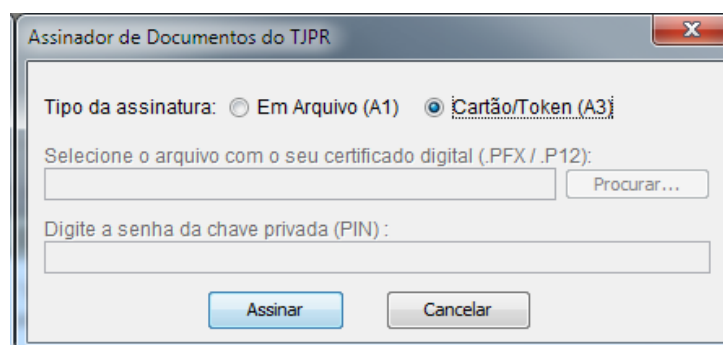 Assinador de Documentos do TJPR
Tipo da assinatura: Em Arquivo (A1) Cartão/Token (A3)
Selecione o arquivo com o seu certificado digital (.PFX / .P12):
Procurar...
Digite a senha da chave privada (PIN) :
Assinar Cancelar